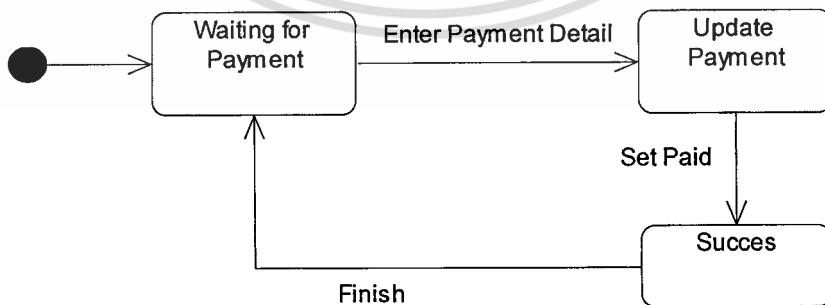 Waiting for
Payment
Enter Payment Detail
Update
Payment
Set Paid
Succes
Finish